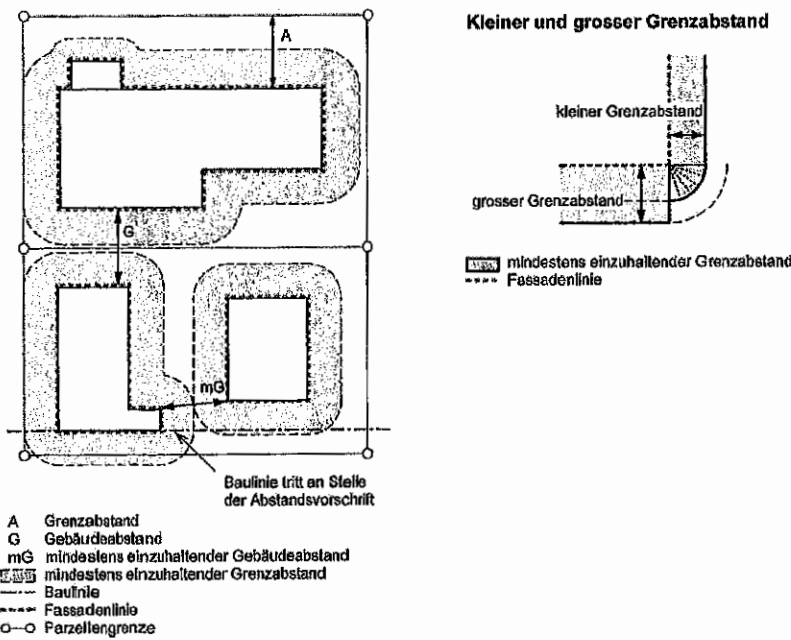 A
G
mG
Baulinie tritt an Stelle
der Abstandsvorschrift
A Grenzabstand
G Gebäudeabstand
mG mindestens einzuhaltender Gebäudeabstand
mindestens einzuhaltender Grenzabstand
Baulinie
Fassadenlinie
Parzellengrenze
Kleiner und grosser Grenzabstand
kleiner Grenzabstand
grosser Grenzabstand
mindestens einzuhaltender Grenzabstand
Fassadenlinie